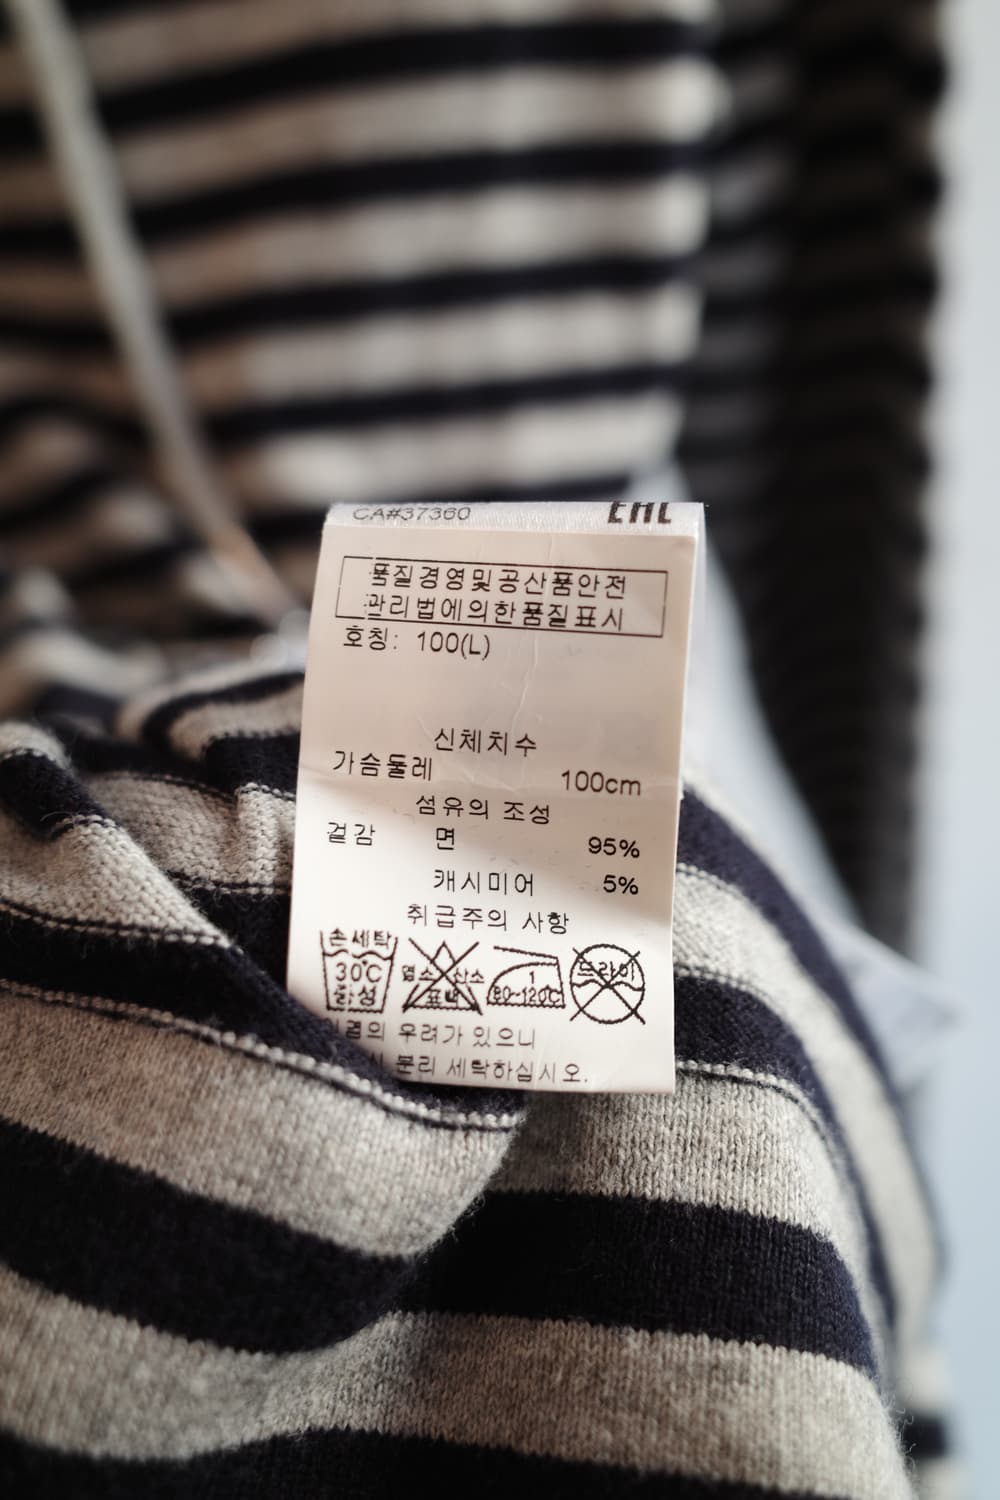 CA#37360 EAC
품질경영및공산품안전
관리법에의한품질표시
호칭: 100(L)
신체치수
가슴둘레 100cm
섬유의 조성
겉감 면 95%
캐시미어 5%
취급주의 사항
손세탁 30℃ 중성
염소 산소 표백
1 80~120℃
드라이
의 우려가 있으니
시 분리 세탁하십시오.